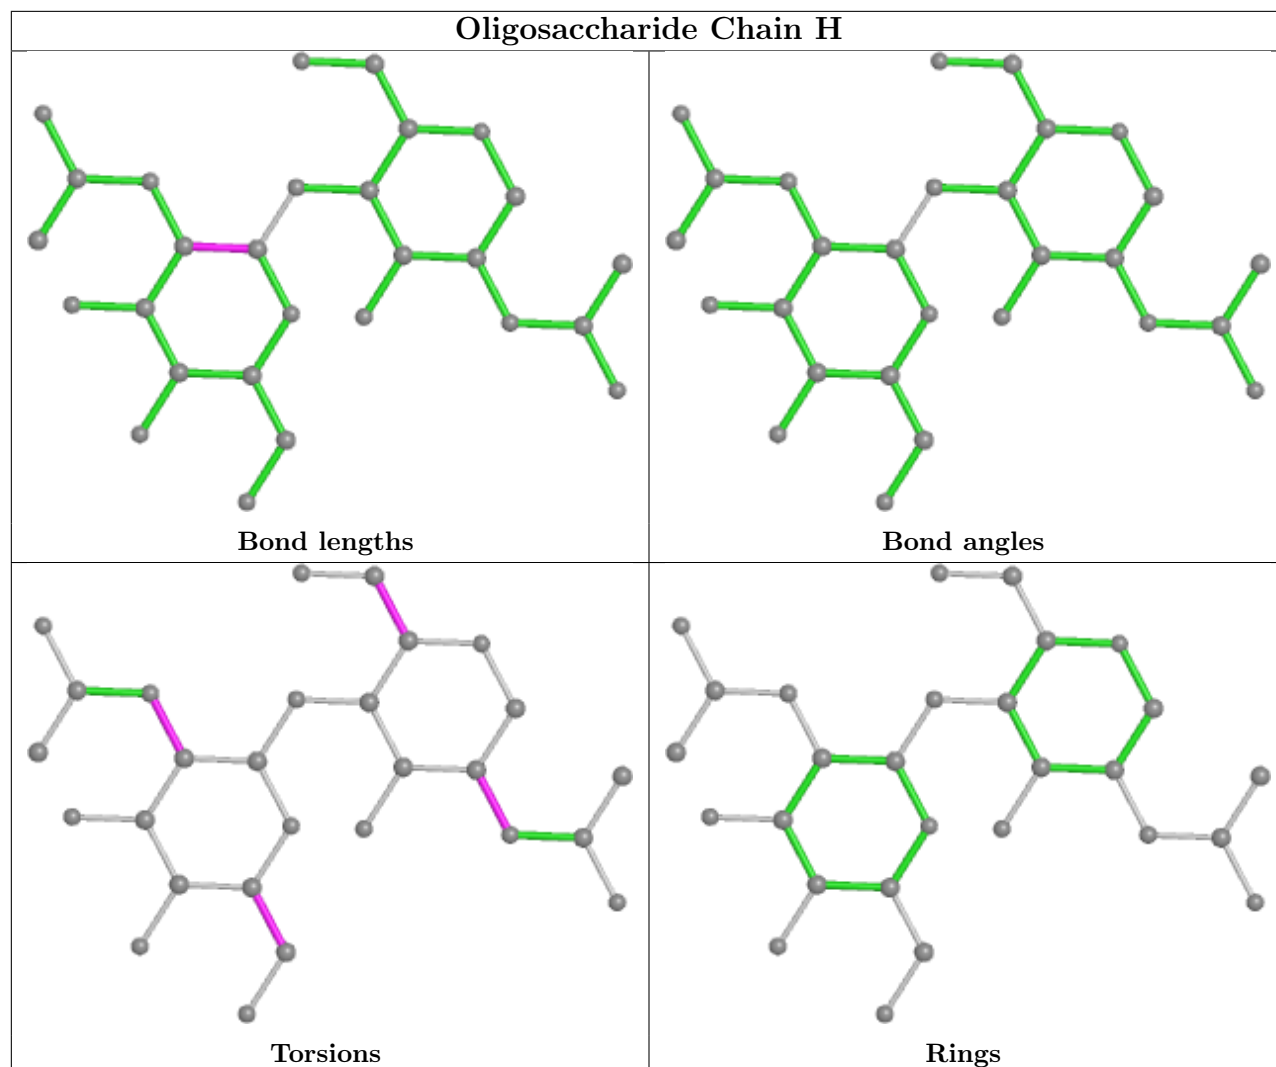 Oligosaccharide Chain H
Bond lengths
Bond angles
Torsions
Rings